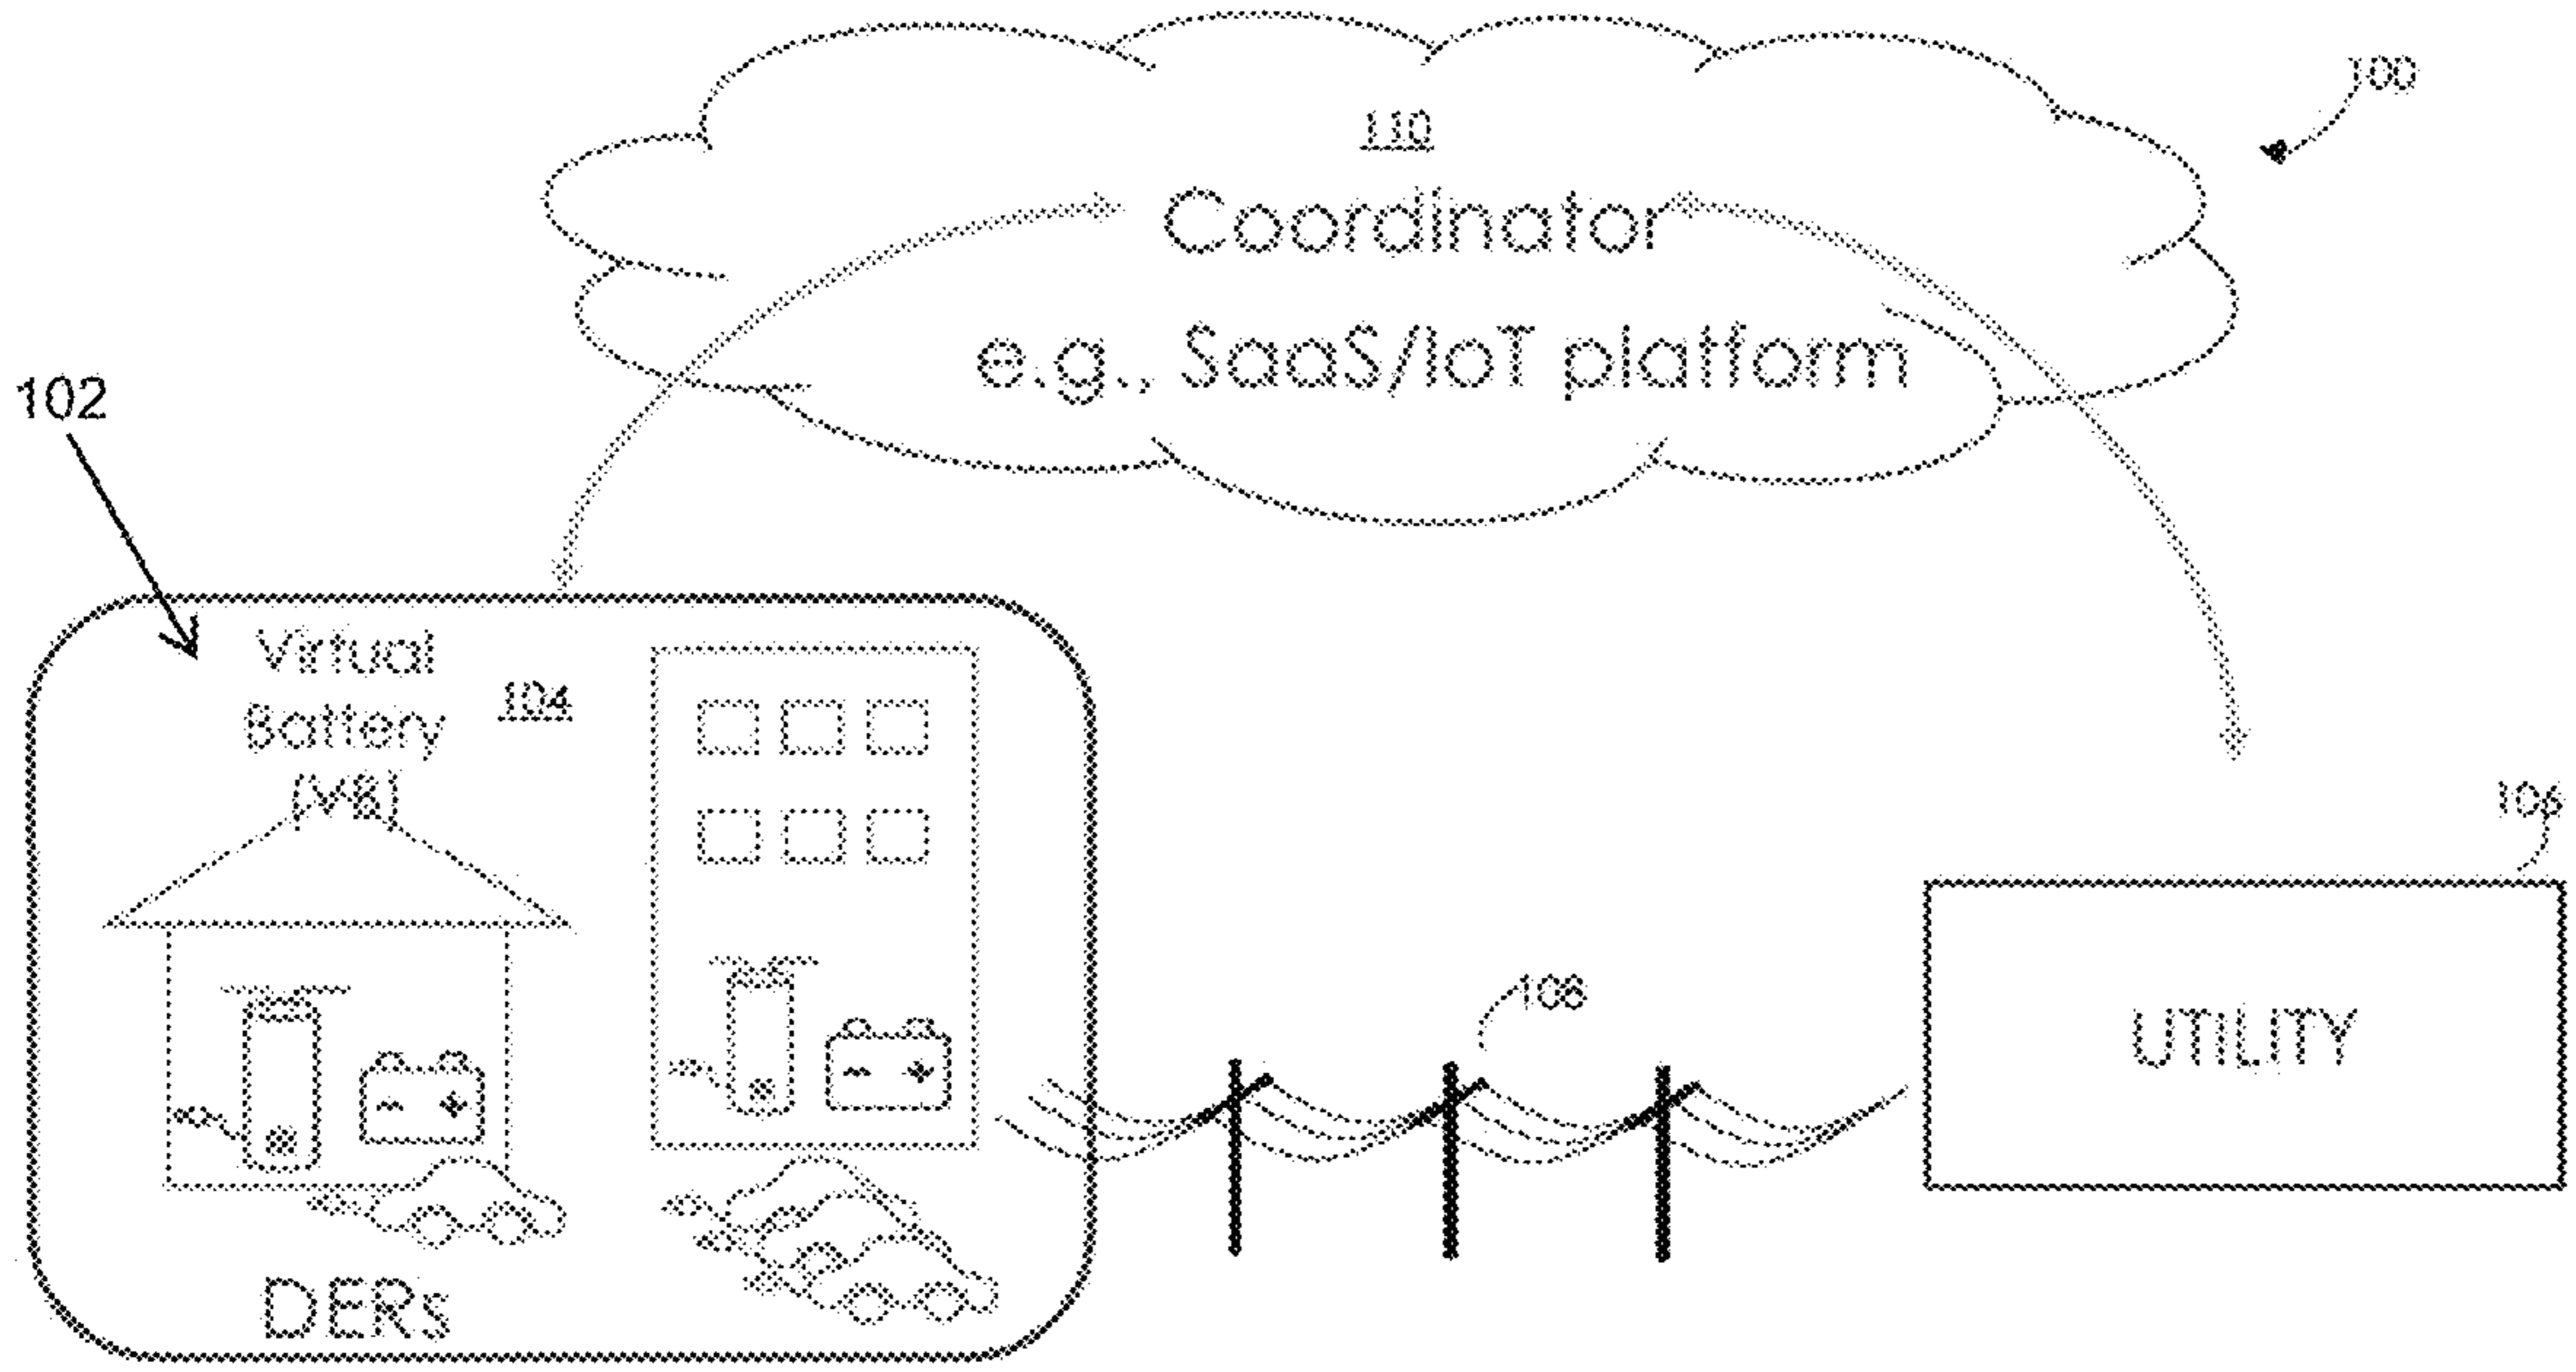 100
110
Coordinator
e.g., SaaS/IoT platform
102
Virtual
Battery
(VB)
104
106
108
UTILITY
DERs